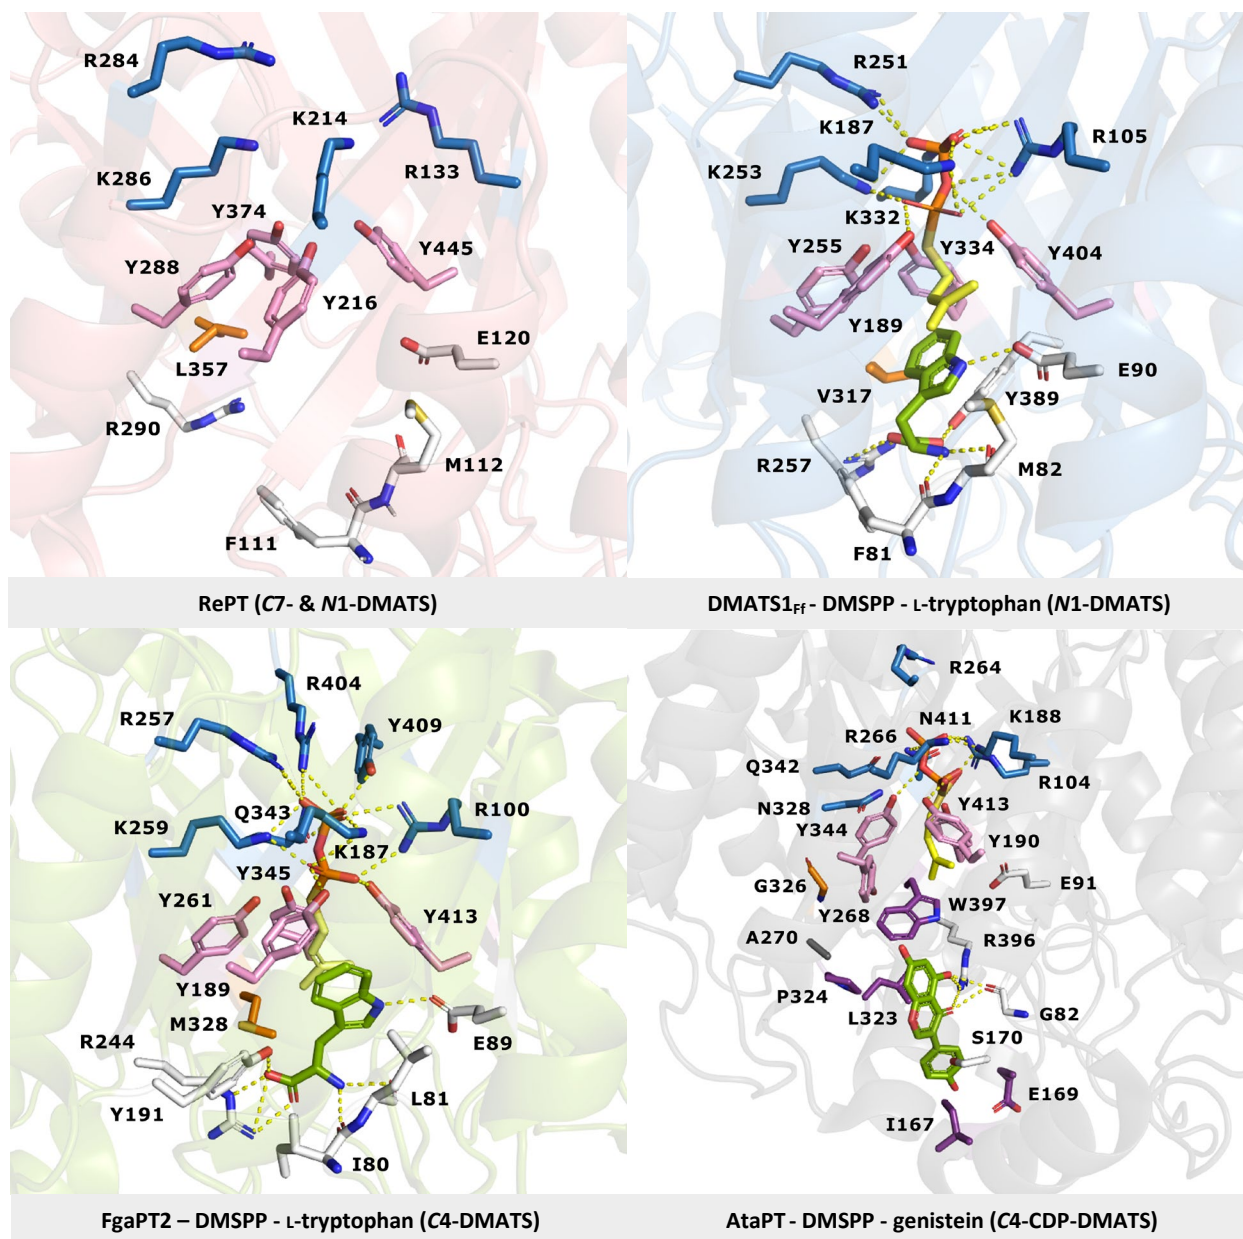 R284
K214
K286
R133
Y374
Y445
Y288
Y216
L357
E120
R290
M112
F111
RePT (C7- & N1-DMATS)
R251
K187
R105
K253
K332
Y255
Y334
Y404
Y189
V317
E90
Y389
R257
M82
F81
DMATS1Ff - DMSPP - L-tryptophan (N1-DMATS)
R404
R257
Y409
Q343
R100
K259
K187
Y345
Y261
Y413
Y189
M328
R244
E89
Y191
L81
I80
FgaPT2 – DMSPP - L-tryptophan (C4-DMATS)
R264
N411
K188
R266
Q342
R104
N328
Y413
Y344
Y190
G326
E91
Y268
W397
A270
R396
P324
L323
G82
S170
E169
I167
AtaPT - DMSPP - genistein (C4-CDP-DMATS)